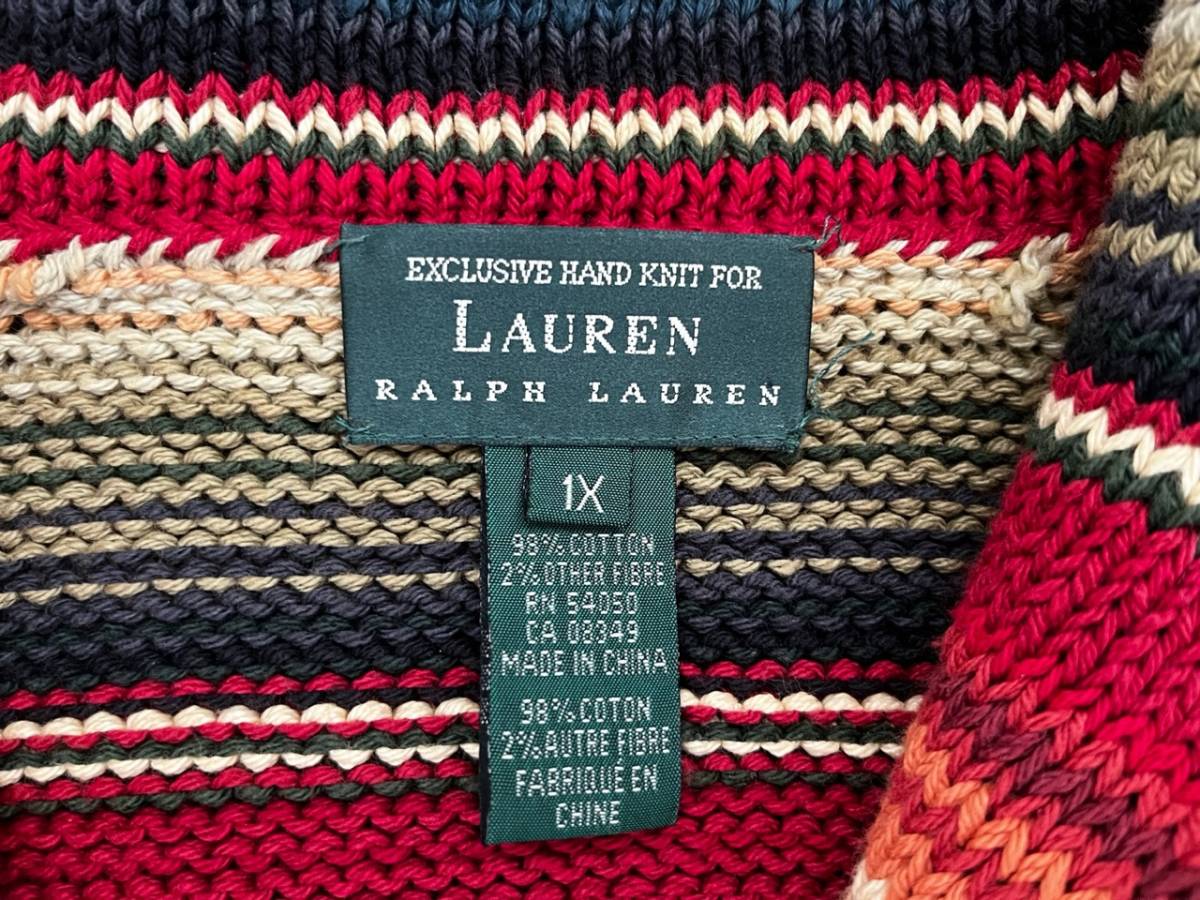 EXCLUSIVE HAND KNIT FOR
LAUREN
RALPH LAUREN
1X
98% COTTON
2% OTHER FIBRE
RN 54050
CA 08349
MADE IN CHINA
98% COTON
2% AUTRE FIBRE
FABRIQUÉ EN
CHINE